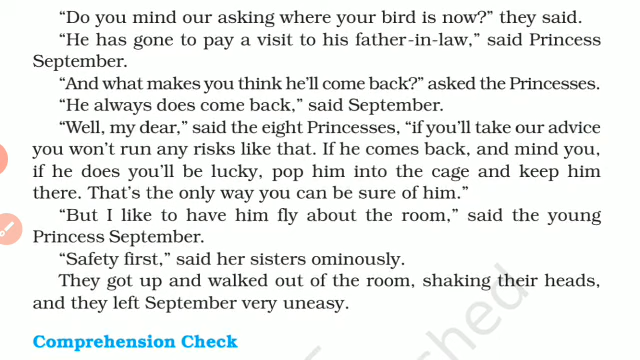 “Do you mind our asking where your bird is now?” they said.
“He has gone to pay a visit to his father-in-law,” said Princess
September.
“And what makes you think he’ll come back?” asked the Princesses.
“He always does come back,” said September.
“Well, my dear,” said the eight Princesses, “if you’ll take our advice
you won’t run any risks like that. If he comes back, and mind you,
if he does you’ll be lucky, pop him into the cage and keep him
there. That’s the only way you can be sure of him.”
“But I like to have him fly about the room,” said the young
Princess September.
“Safety first,” said her sisters ominously.
They got up and walked out of the room, shaking their heads,
and they left September very uneasy.
Comprehension Check